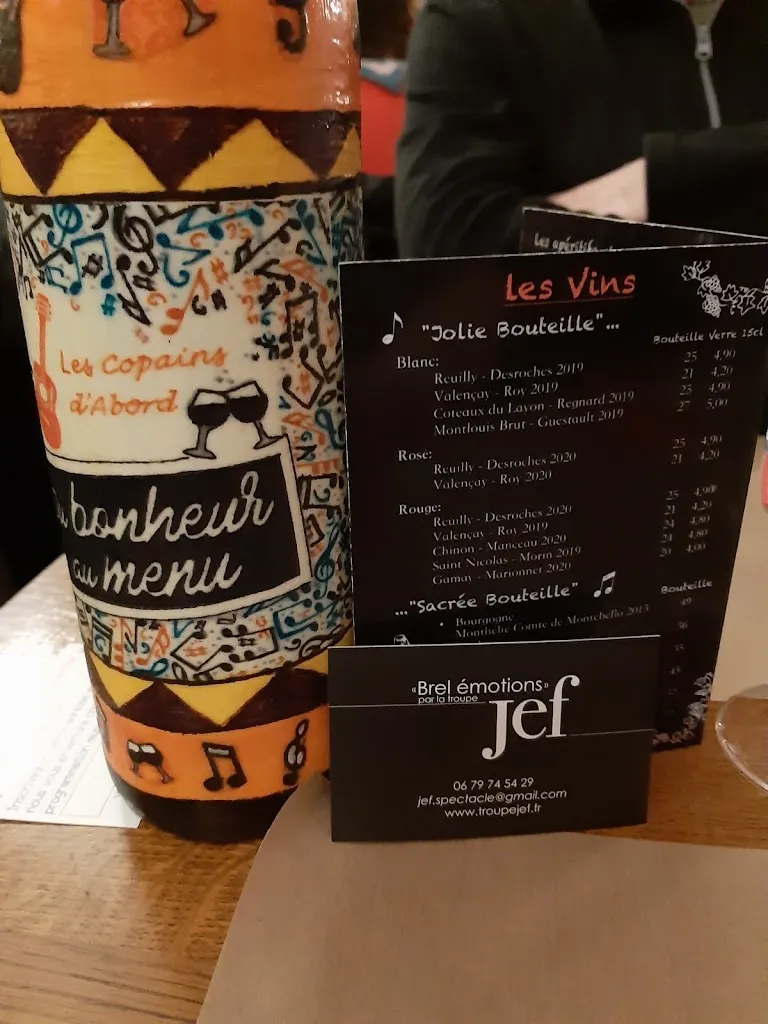 Les Copains
d'Abord
bonheur
au menu
Les apéritifs
Les Vins
"Jolie Bouteille"...
Bouteille Verre 15cl
Blanc:
Reuilly - Desroches 2019 25 4,90
Valençay - Roy 2019 21 4,20
Coteaux du Layon - Regnard 2019 25 4,90
Montlouis Brut - Guestault 2019 27 5,00
Rosé:
Reuilly - Desroches 2020 25 4,90
Valençay - Roy 2020 21 4,20
Rouge:
Reuilly - Desroches 2020 25 4,90
Valençay - Roy 2019 21 4,20
Chinon - Manceau 2020 24 4,80
Saint Nicolas - Morin 2019 24 4,80
Gamay - Marionnet 2020 20 4,00
..."Sacrée Bouteille" Bouteille
• Bourgogne
Monthelie Comte de Montebello 2013 49
36
«Brel émotions»
par la troupe
jef
06 79 74 54 29
jef.spectacle@gmail.com
www.troupejef.fr